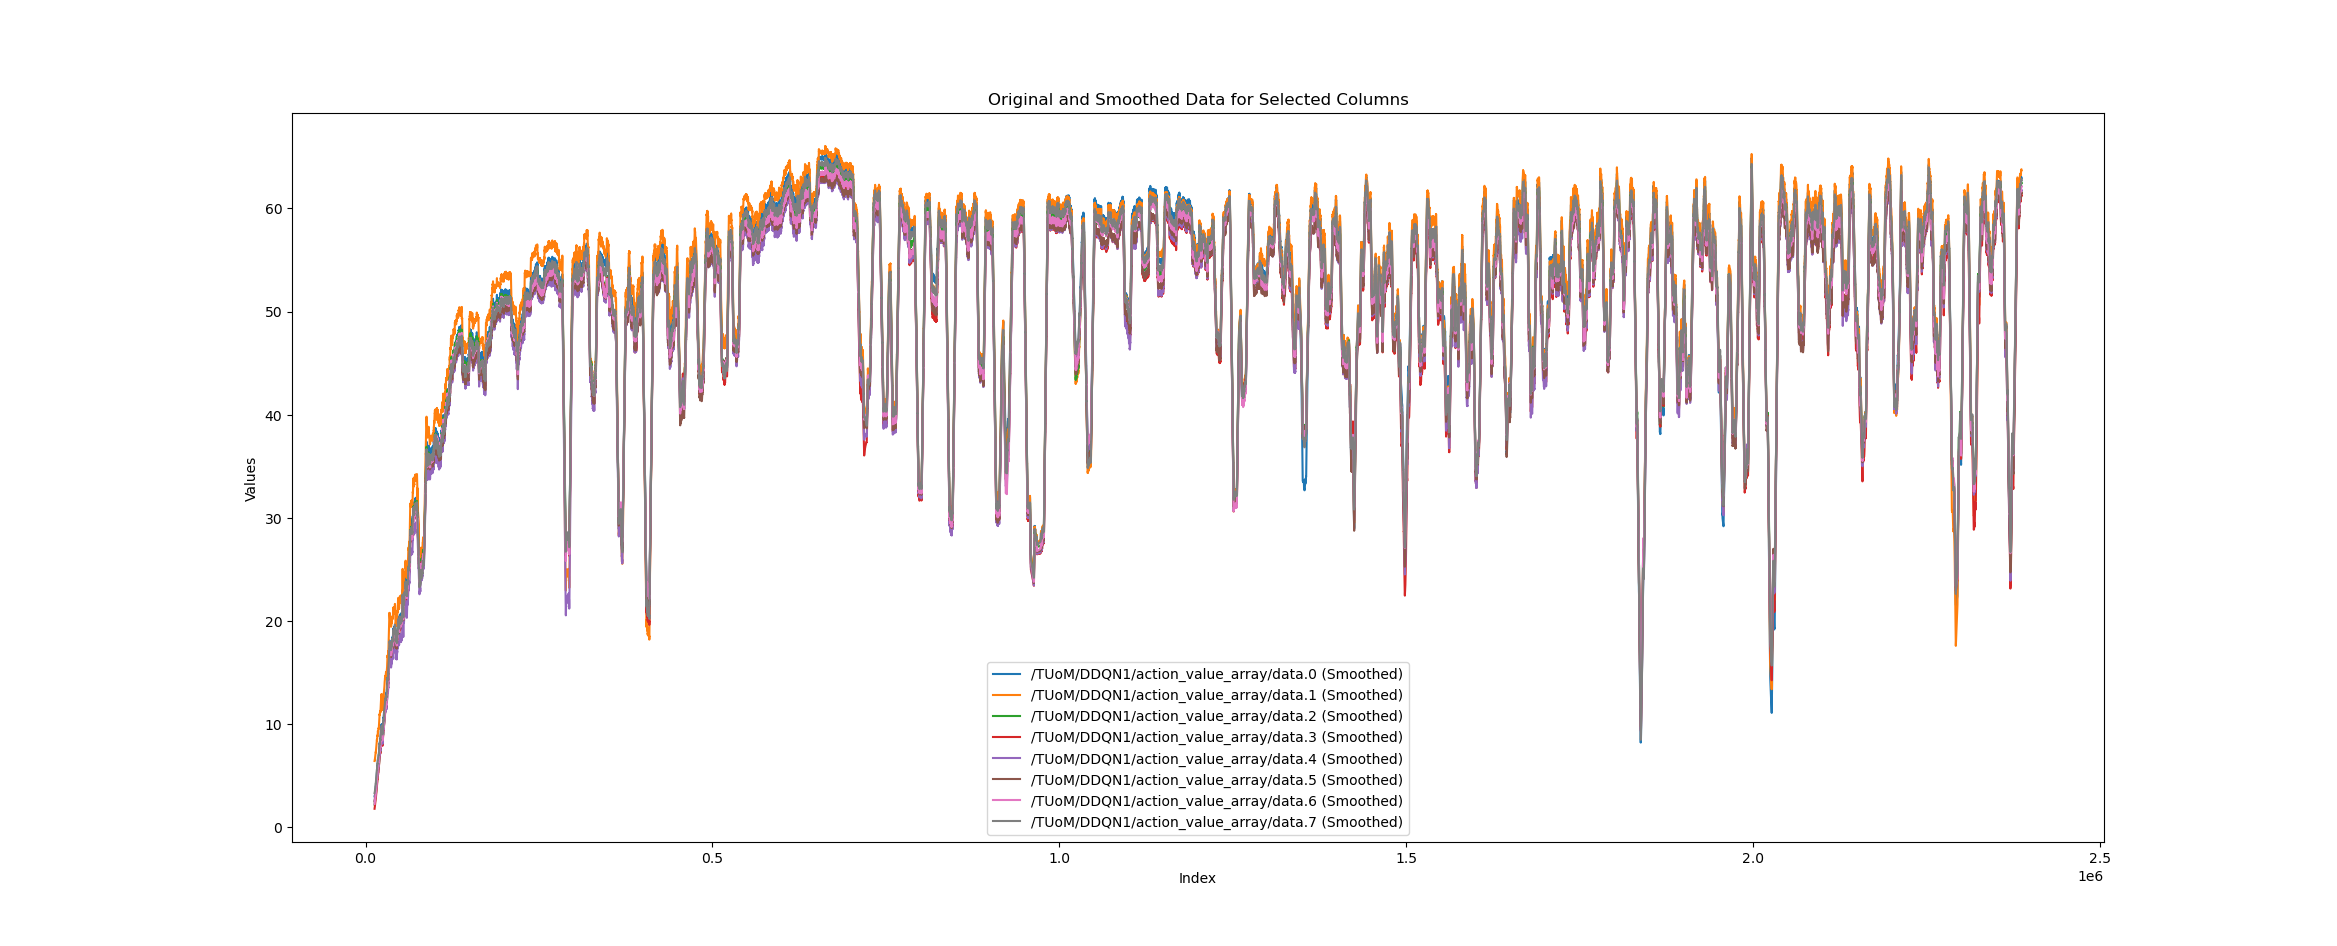 Original and Smoothed Data for Selected Columns
Values
60
50
40
30
20
10
0
/TUoM/DDQN1/action_value_array/data.0 (Smoothed)
/TUoM/DDQN1/action_value_array/data.1 (Smoothed)
/TUoM/DDQN1/action_value_array/data.2 (Smoothed)
/TUoM/DDQN1/action_value_array/data.3 (Smoothed)
/TUoM/DDQN1/action_value_array/data.4 (Smoothed)
/TUoM/DDQN1/action_value_array/data.5 (Smoothed)
/TUoM/DDQN1/action_value_array/data.6 (Smoothed)
/TUoM/DDQN1/action_value_array/data.7 (Smoothed)
0.0 0.5 1.0 1.5 2.0 2.5
1e6
Index